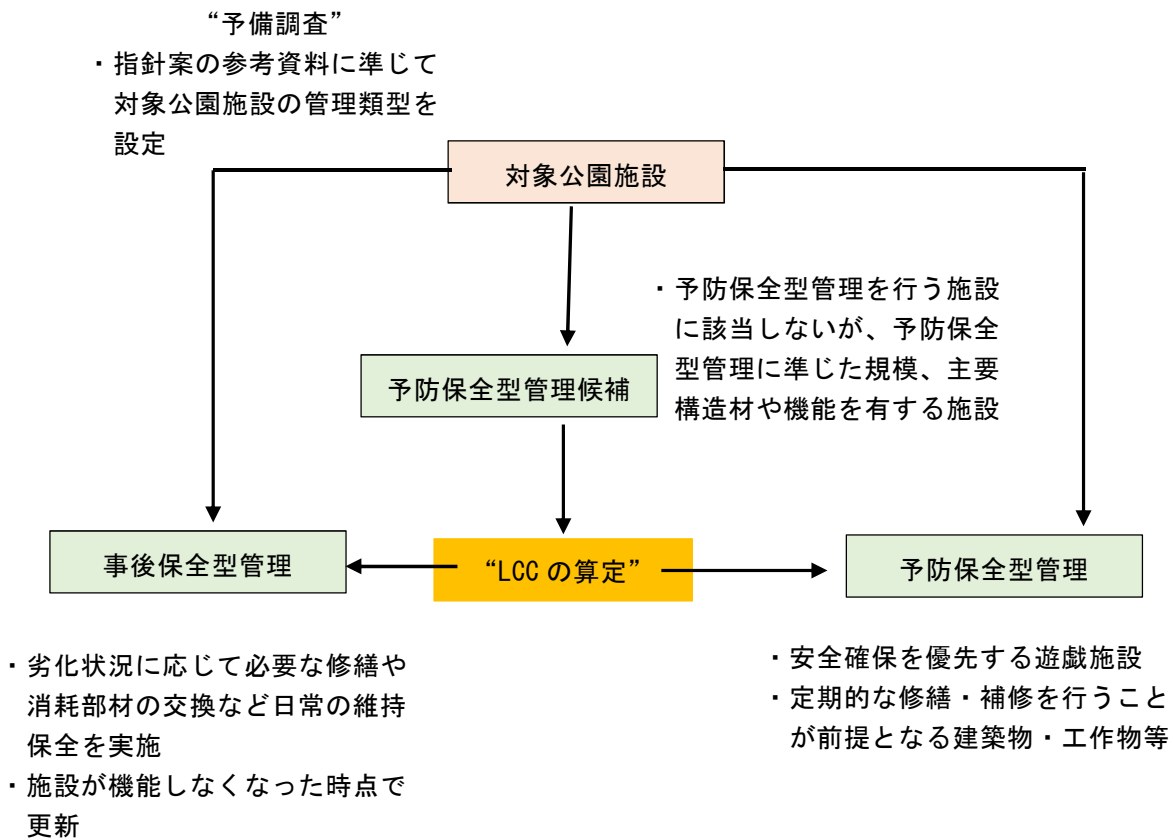 “予備調査”
・指針案の参考資料に準じて
対象公園施設の管理類型を
設定
対象公園施設
・予防保全型管理を行う施設
に該当しないが、予防保全
型管理に準じた規模、主要
構造材や機能を有する施設
予防保全型管理候補
事後保全型管理
“LCC の算定”
予防保全型管理
・劣化状況に応じて必要な修繕や
消耗部材の交換など日常の維持
保全を実施
・施設が機能しなくなった時点で
更新
・安全確保を優先する遊戯施設
・定期的な修繕・補修を行うこと
が前提となる建築物・工作物等